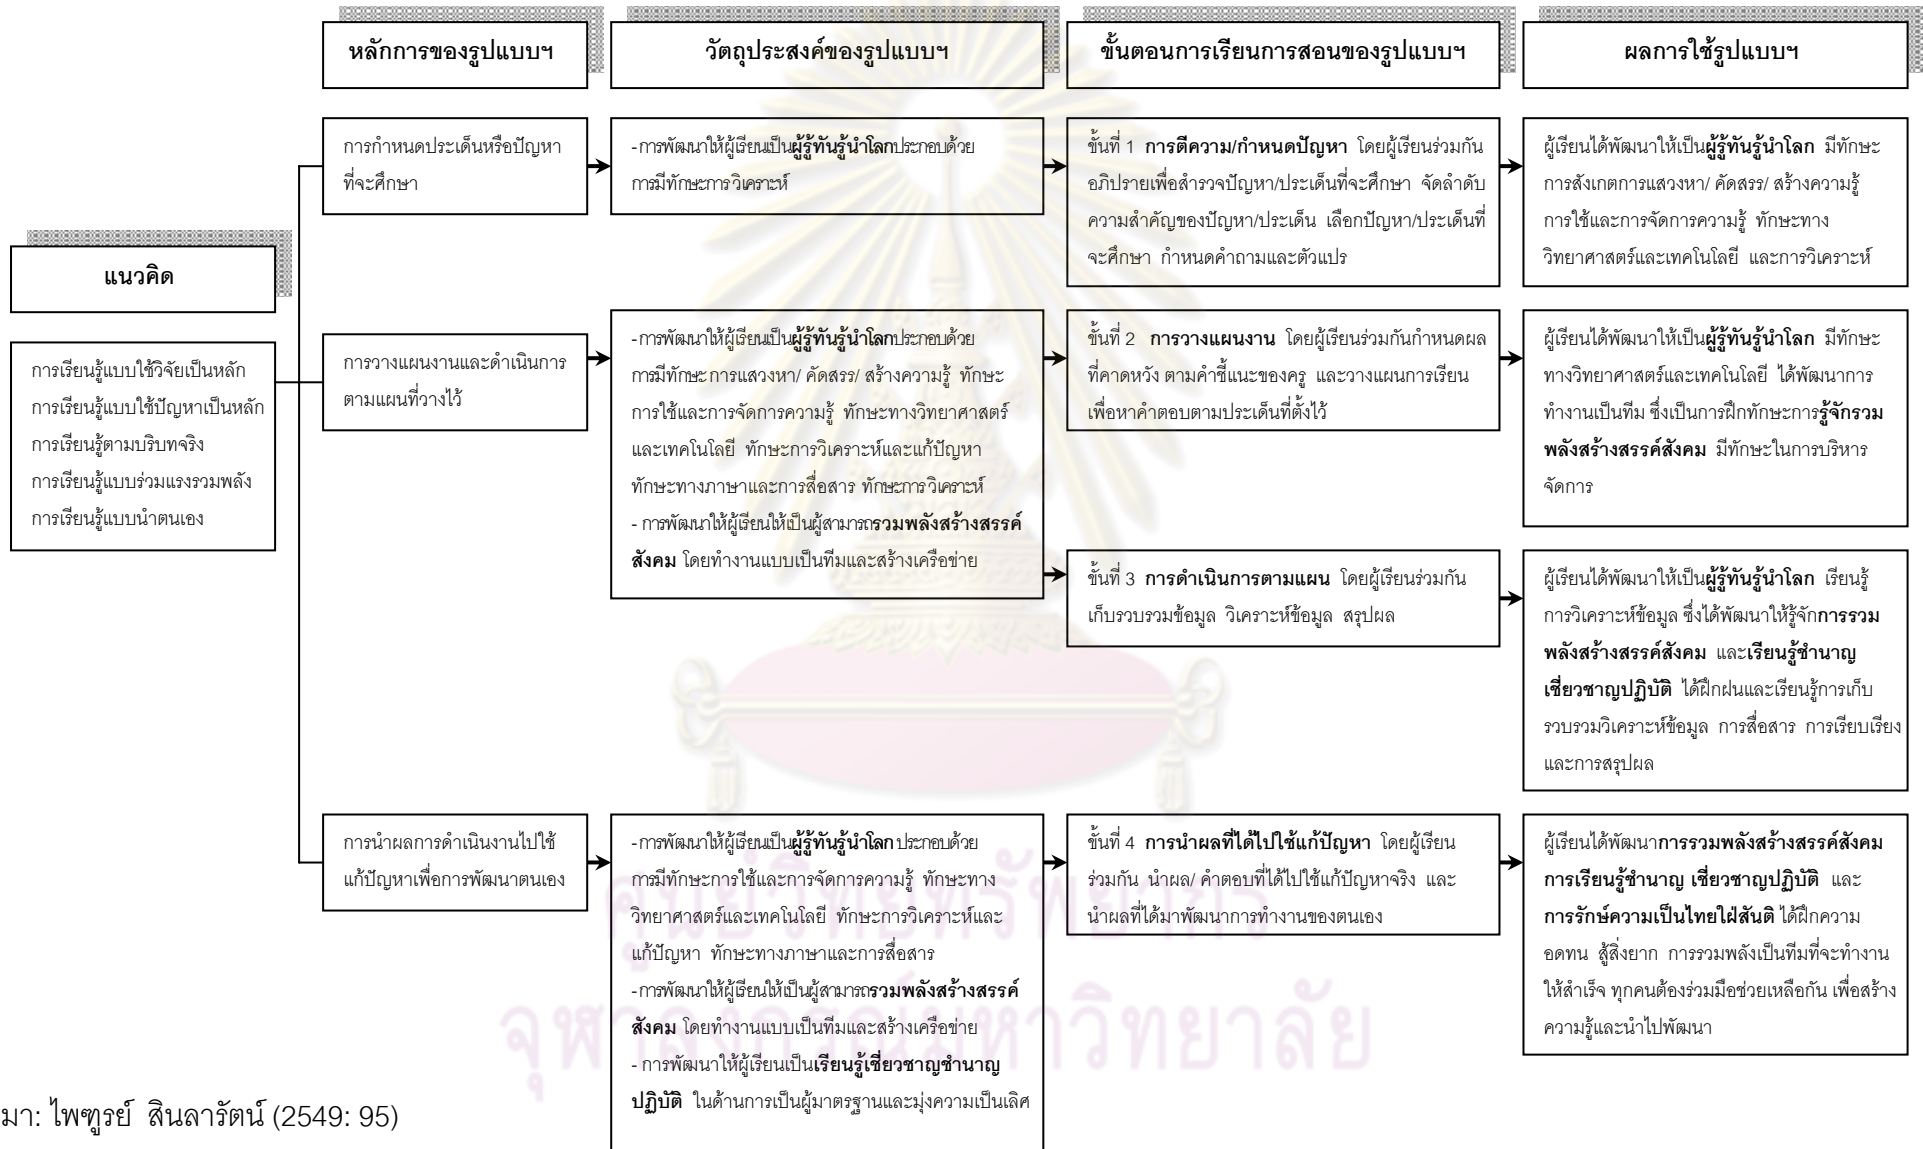 หลักการของรูปแบบฯ
วัตถุประสงค์ของรูปแบบฯ
ขั้นตอนการเรียนการสอนของรูปแบบฯ
ผลการใช้รูปแบบฯ
แนวคิด
การเรียนรู้แบบใช้วิจัยเป็นหลัก
การเรียนรู้แบบใช้ปัญหาเป็นหลัก
การเรียนรู้ตามบริบทจริง
การเรียนรู้แบบร่วมแรงรวมพลัง
การเรียนรู้แบบนำตนเอง
การกำหนดประเด็นหรือปัญหา
ที่จะศึกษา
-การพัฒนาให้ผู้เรียนเป็นผู้รู้ทันรู้นำโลกประกอบด้วย
การมีทักษะการวิเคราะห์
ขั้นที่ 1 การตีความ/กำหนดปัญหา โดยผู้เรียนร่วมกัน
อภิปรายเพื่อสำรวจปัญหา/ประเด็นที่จะศึกษา จัดลำดับ
ความสำคัญของปัญหา/ประเด็น เลือกปัญหา/ประเด็นที่
จะศึกษา กำหนดคำถามและตัวแปร
ผู้เรียนได้พัฒนาให้เป็นผู้รู้ทันรู้นำโลก มีทักษะ
การสังเกตการแสวงหา/ คัดสรร/ สร้างความรู้
การใช้และการจัดการความรู้ ทักษะทาง
วิทยาศาสตร์และเทคโนโลยี และการวิเคราะห์
การวางแผนงานและดำเนินการ
ตามแผนที่วางไว้
-การพัฒนาให้ผู้เรียนเป็นผู้รู้ทันรู้นำโลกประกอบด้วย
การมีทักษะการแสวงหา/ คัดสรร/ สร้างความรู้ ทักษะ
การใช้และการจัดการความรู้ ทักษะทางวิทยาศาสตร์
และเทคโนโลยี ทักษะการวิเคราะห์และแก้ปัญหา
ทักษะทางภาษาและการสื่อสาร ทักษะการวิเคราะห์
- การพัฒนาให้ผู้เรียนให้เป็นผู้สามารถรวมพลังสร้างสรรค์
สังคม โดยทำงานแบบเป็นทีมและสร้างเครือข่าย
ขั้นที่ 2 การวางแผนงาน โดยผู้เรียนร่วมกันกำหนดผล
ที่คาดหวัง ตามคำชี้แนะของครู และวางแผนการเรียน
เพื่อหาคำตอบตามประเด็นที่ตั้งไว้
ผู้เรียนได้พัฒนาให้เป็นผู้รู้ทันรู้นำโลก มีทักษะ
ทางวิทยาศาสตร์และเทคโนโลยี ได้พัฒนาการ
ทำงานเป็นทีม ซึ่งเป็นการฝึกทักษะการรู้จักรวม
พลังสร้างสรรค์สังคม มีทักษะในการบริหาร
จัดการ
ขั้นที่ 3 การดำเนินการตามแผน โดยผู้เรียนร่วมกัน
เก็บรวบรวมข้อมูล วิเคราะห์ข้อมูล สรุปผล
ผู้เรียนได้พัฒนาให้เป็นผู้รู้ทันรู้นำโลก เรียนรู้
การวิเคราะห์ข้อมูล ซึ่งได้พัฒนาให้รู้จักการรวม
พลังสร้างสรรค์สังคม และเรียนรู้ชำนาญ
เชี่ยวชาญปฏิบัติ ได้ฝึกฝนและเรียนรู้การเก็บ
รวบรวมวิเคราะห์ข้อมูล การสื่อสาร การเรียบเรียง
และการสรุปผล
การนำผลการดำเนินงานไปใช้
แก้ปัญหาเพื่อการพัฒนาตนเอง
-การพัฒนาให้ผู้เรียนเป็นผู้รู้ทันรู้นำโลก ประกอบด้วย
การมีทักษะการใช้และการจัดการความรู้ ทักษะทาง
วิทยาศาสตร์และเทคโนโลยี ทักษะการวิเคราะห์และ
แก้ปัญหา ทักษะทางภาษาและการสื่อสาร
-การพัฒนาให้ผู้เรียนให้เป็นผู้สามารถรวมพลังสร้างสรรค์
สังคม โดยทำงานแบบเป็นทีมและสร้างเครือข่าย
- การพัฒนาให้ผู้เรียนเป็นเรียนรู้เชี่ยวชาญชำนาญ
ปฏิบัติ ในด้านการเป็นผู้มาตรฐานและมุ่งความเป็นเลิศ
ขั้นที่ 4 การนำผลที่ได้ไปใช้แก้ปัญหา โดยผู้เรียน
ร่วมกัน นำผล/ คำตอบที่ได้ไปใช้แก้ปัญหาจริง และ
นำผลที่ได้มาพัฒนาการทำงานของตนเอง
ผู้เรียนได้พัฒนาการรวมพลังสร้างสรรค์สังคม
การเรียนรู้ชำนาญ เชี่ยวชาญปฏิบัติ และ
การรักษ์ความเป็นไทยใฝ่สันติ ได้ฝึกความ
อดทน สู้สิ่งยาก การรวมพลังเป็นทีมที่จะทำงาน
ให้สำเร็จ ทุกคนต้องร่วมมือช่วยเหลือกัน เพื่อสร้าง
ความรู้และนำไปพัฒนา
ศูนย์วิทยทรัพยากร
จุฬาลงกรณ์มหาวิทยาลัย
มา: ไพฑูรย์ สินลารัตน์ (2549: 95)